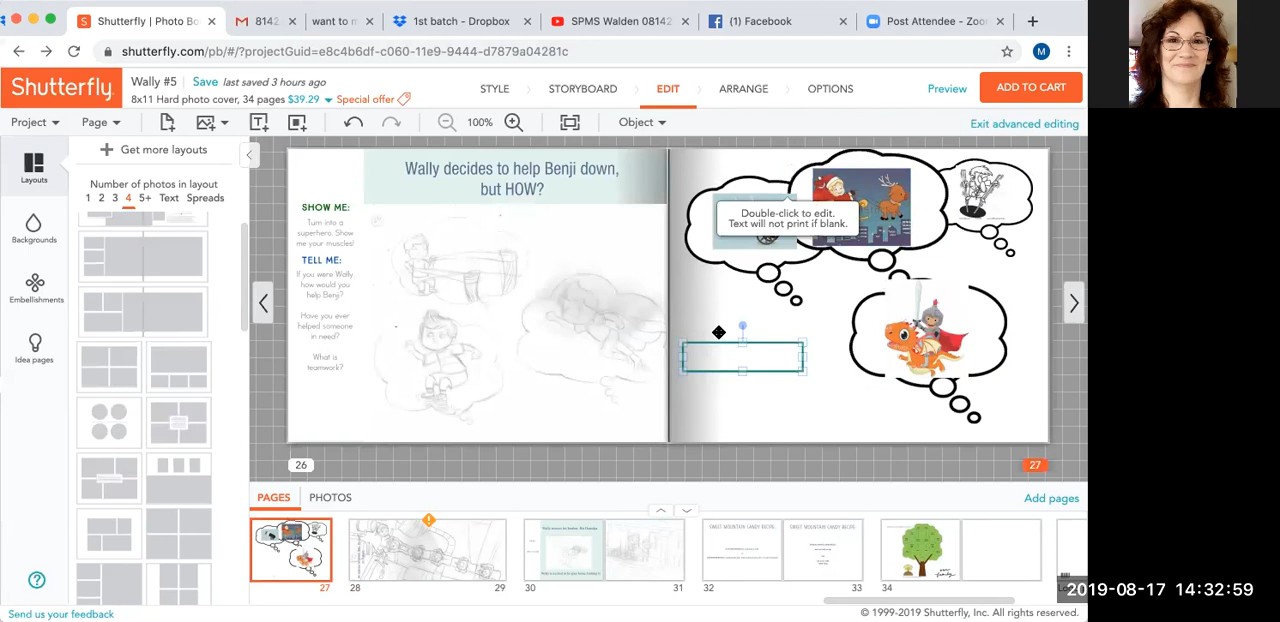 Shutterfly | Photo Bo
8142
want to m
1st batch - Dropbox
SPMS Walden 08142
(1) Facebook
Post Attendee - Zoo
shutterfly.com/pb/#/?projectGuid=e8c4b6df-c060-11e9-9444-d7879a04281c
M
Shutterfly
Wally #5 Save last saved 3 hours ago
8x11 Hard photo cover, 34 pages $39.29 Special offer
STYLE
STORYBOARD
EDIT
ARRANGE
OPTIONS
Preview
ADD TO CART
Project
Page
100%
Object
Exit advanced editing
Layouts
Backgrounds
Embellishments
Idea pages
Get more layouts
Number of photos in layout
1 2 3 4 5+ Text Spreads
Wally decides to help Benji down,
but HOW?
SHOW ME:
Turn into a
superhero. Show
me your muscles!
TELL ME:
If you were Wally
how would you
help Benji?
Have you ever
helped someone
in need?
What is
teamwork?
Double-click to edit.
Text will not print if blank.
26
27
PAGES
PHOTOS
Add pages
27
28
29
30
31
SWEET MOUNTAIN CANDY RECIPE
SWEET MOUNTAIN CANDY RECIPE
32
33
34
2019-08-17 14:32:59
Send us your feedback
© 1999-2019 Shutterfly, Inc. All rights reserved.